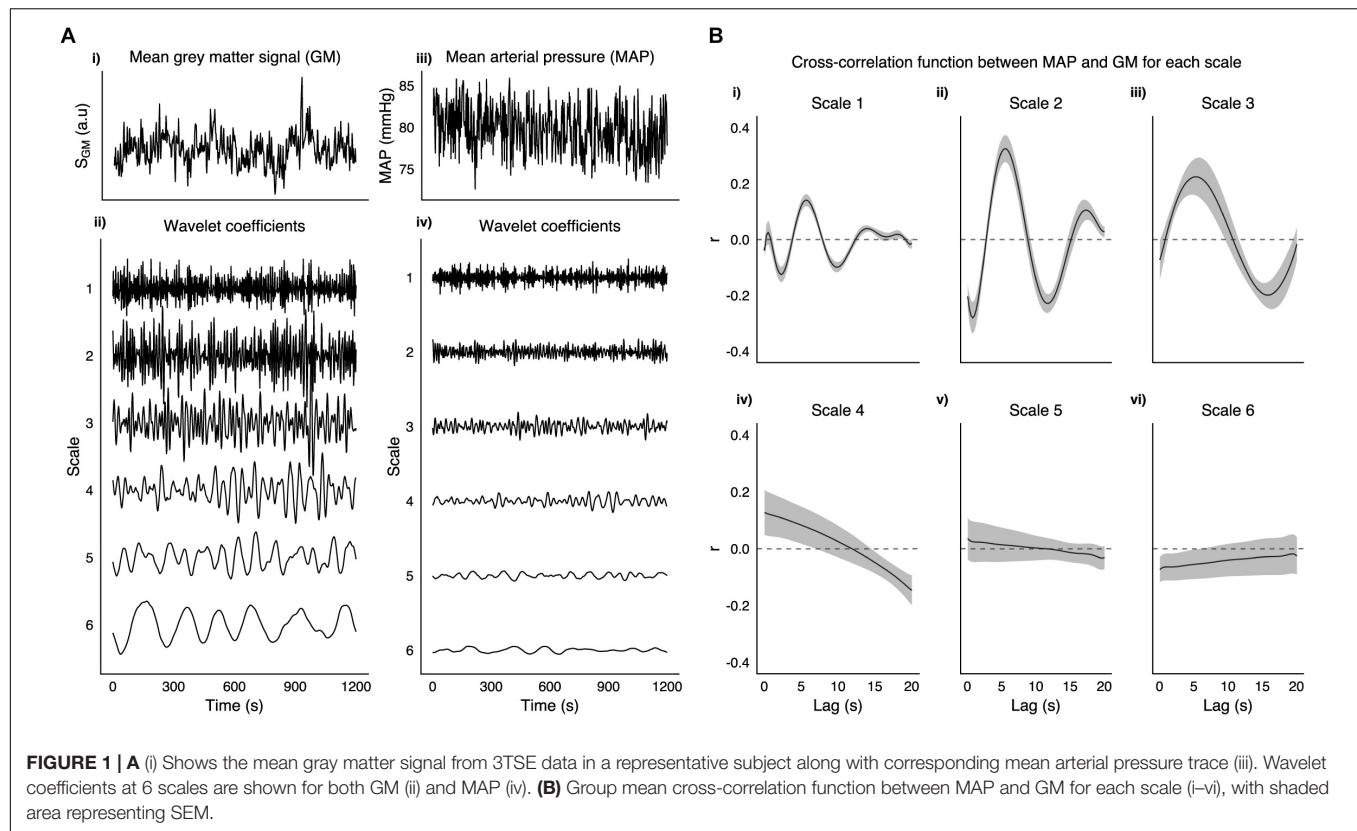 A
i) Mean grey matter signal (GM)
S_GM (a.u)
iii) Mean arterial pressure (MAP)
MAP (mmHg)
85
80
75
ii) Wavelet coefficients
Scale
1
2
3
4
5
6
0 300 600 900 1200
Time (s)
iv) Wavelet coefficients
Scale
1
2
3
4
5
6
0 300 600 900 1200
Time (s)
B
Cross-correlation function between MAP and GM for each scale
i) Scale 1
ii) Scale 2
iii) Scale 3
r
0.4
0.2
0.0
-0.2
-0.4
iv) Scale 4
v) Scale 5
vi) Scale 6
r
0.4
0.2
0.0
-0.2
-0.4
0 5 10 15 20
Lag (s)
0 5 10 15 20
Lag (s)
0 5 10 15 20
Lag (s)
FIGURE 1 | A (i) Shows the mean gray matter signal from 3TSE data in a representative subject along with corresponding mean arterial pressure trace (iii). Wavelet
coefficients at 6 scales are shown for both GM (ii) and MAP (iv). (B) Group mean cross-correlation function between MAP and GM for each scale (i–vi), with shaded
area representing SEM.